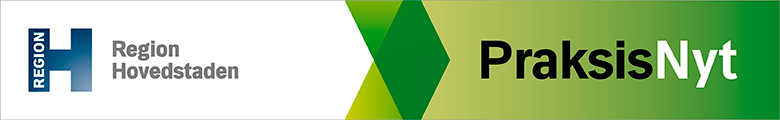 REGION H
Region
Hovedstaden
PraksisNyt